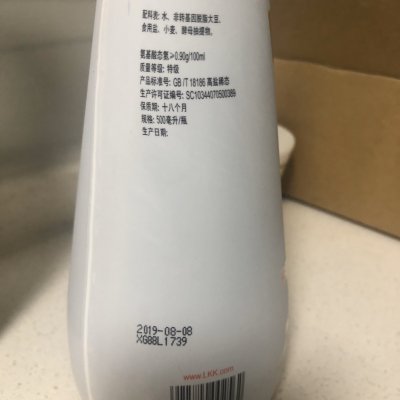 配料表: 水、非转基因脱脂大豆、
食用盐、小麦、酵母抽提物。
氨基酸态氮≥0.90g/100ml
质量等级: 特级
产品标准号: GB/T 18186 高盐稀态
生产许可证编号: SC10344070500389
保质期: 十八个月
规格: 500毫升/瓶
生产日期:
2019-08-08
XG88L1739
www.LKK.com